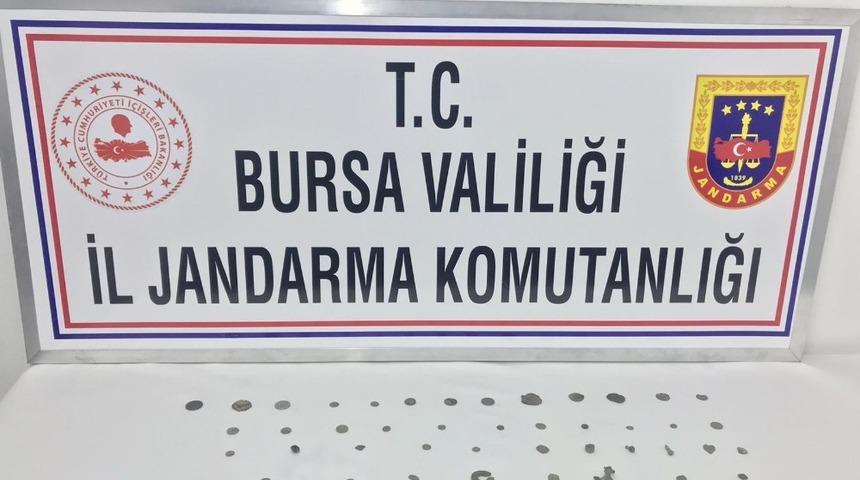 T.C.
BURSA VALİLİĞİ
İL JANDARMA KOMUTANLIĞI
TÜRKİYE CUMHURİYETİ İÇİŞLERİ BAKANLIĞI
1839
JANDARMA